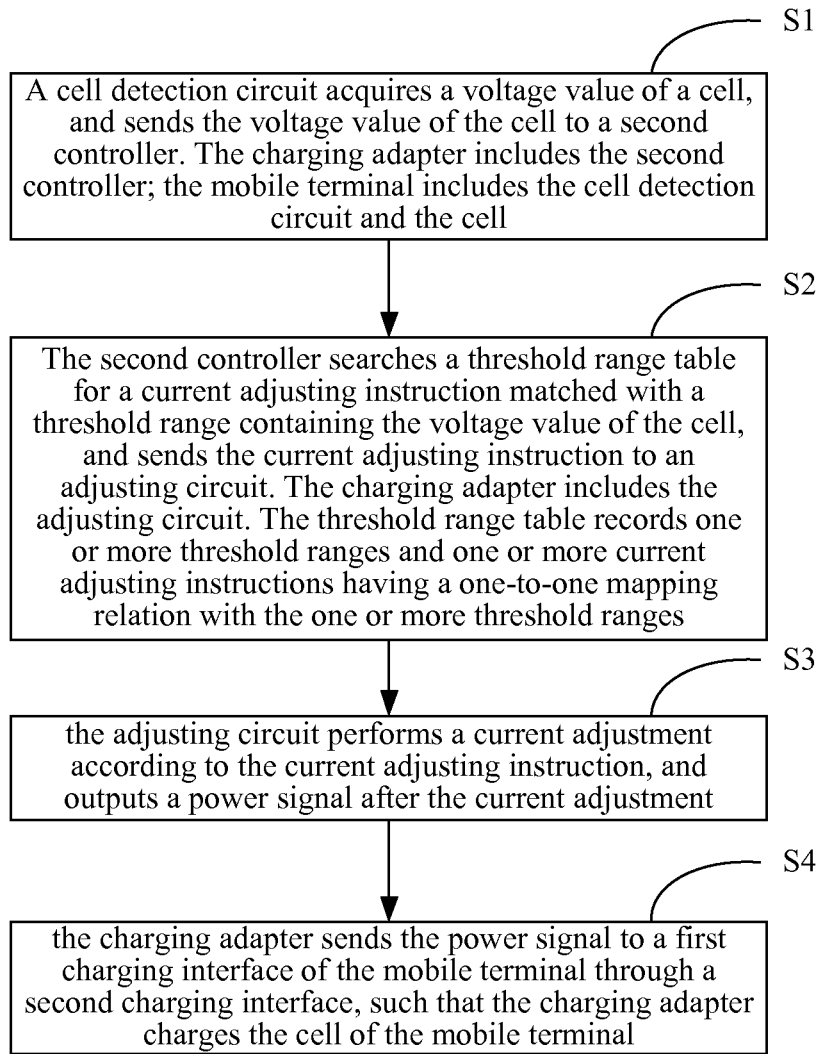 S1
A cell detection circuit acquires a voltage value of a cell,
and sends the voltage value of the cell to a second
controller. The charging adapter includes the second
controller; the mobile terminal includes the cell detection
circuit and the cell
S2
The second controller searches a threshold range table
for a current adjusting instruction matched with a
threshold range containing the voltage value of the cell,
and sends the current adjusting instruction to an
adjusting circuit. The charging adapter includes the
adjusting circuit. The threshold range table records one
or more threshold ranges and one or more current
adjusting instructions having a one-to-one mapping
relation with the one or more threshold ranges
S3
the adjusting circuit performs a current adjustment
according to the current adjusting instruction, and
outputs a power signal after the current adjustment
S4
the charging adapter sends the power signal to a first
charging interface of the mobile terminal through a
second charging interface, such that the charging adapter
charges the cell of the mobile terminal